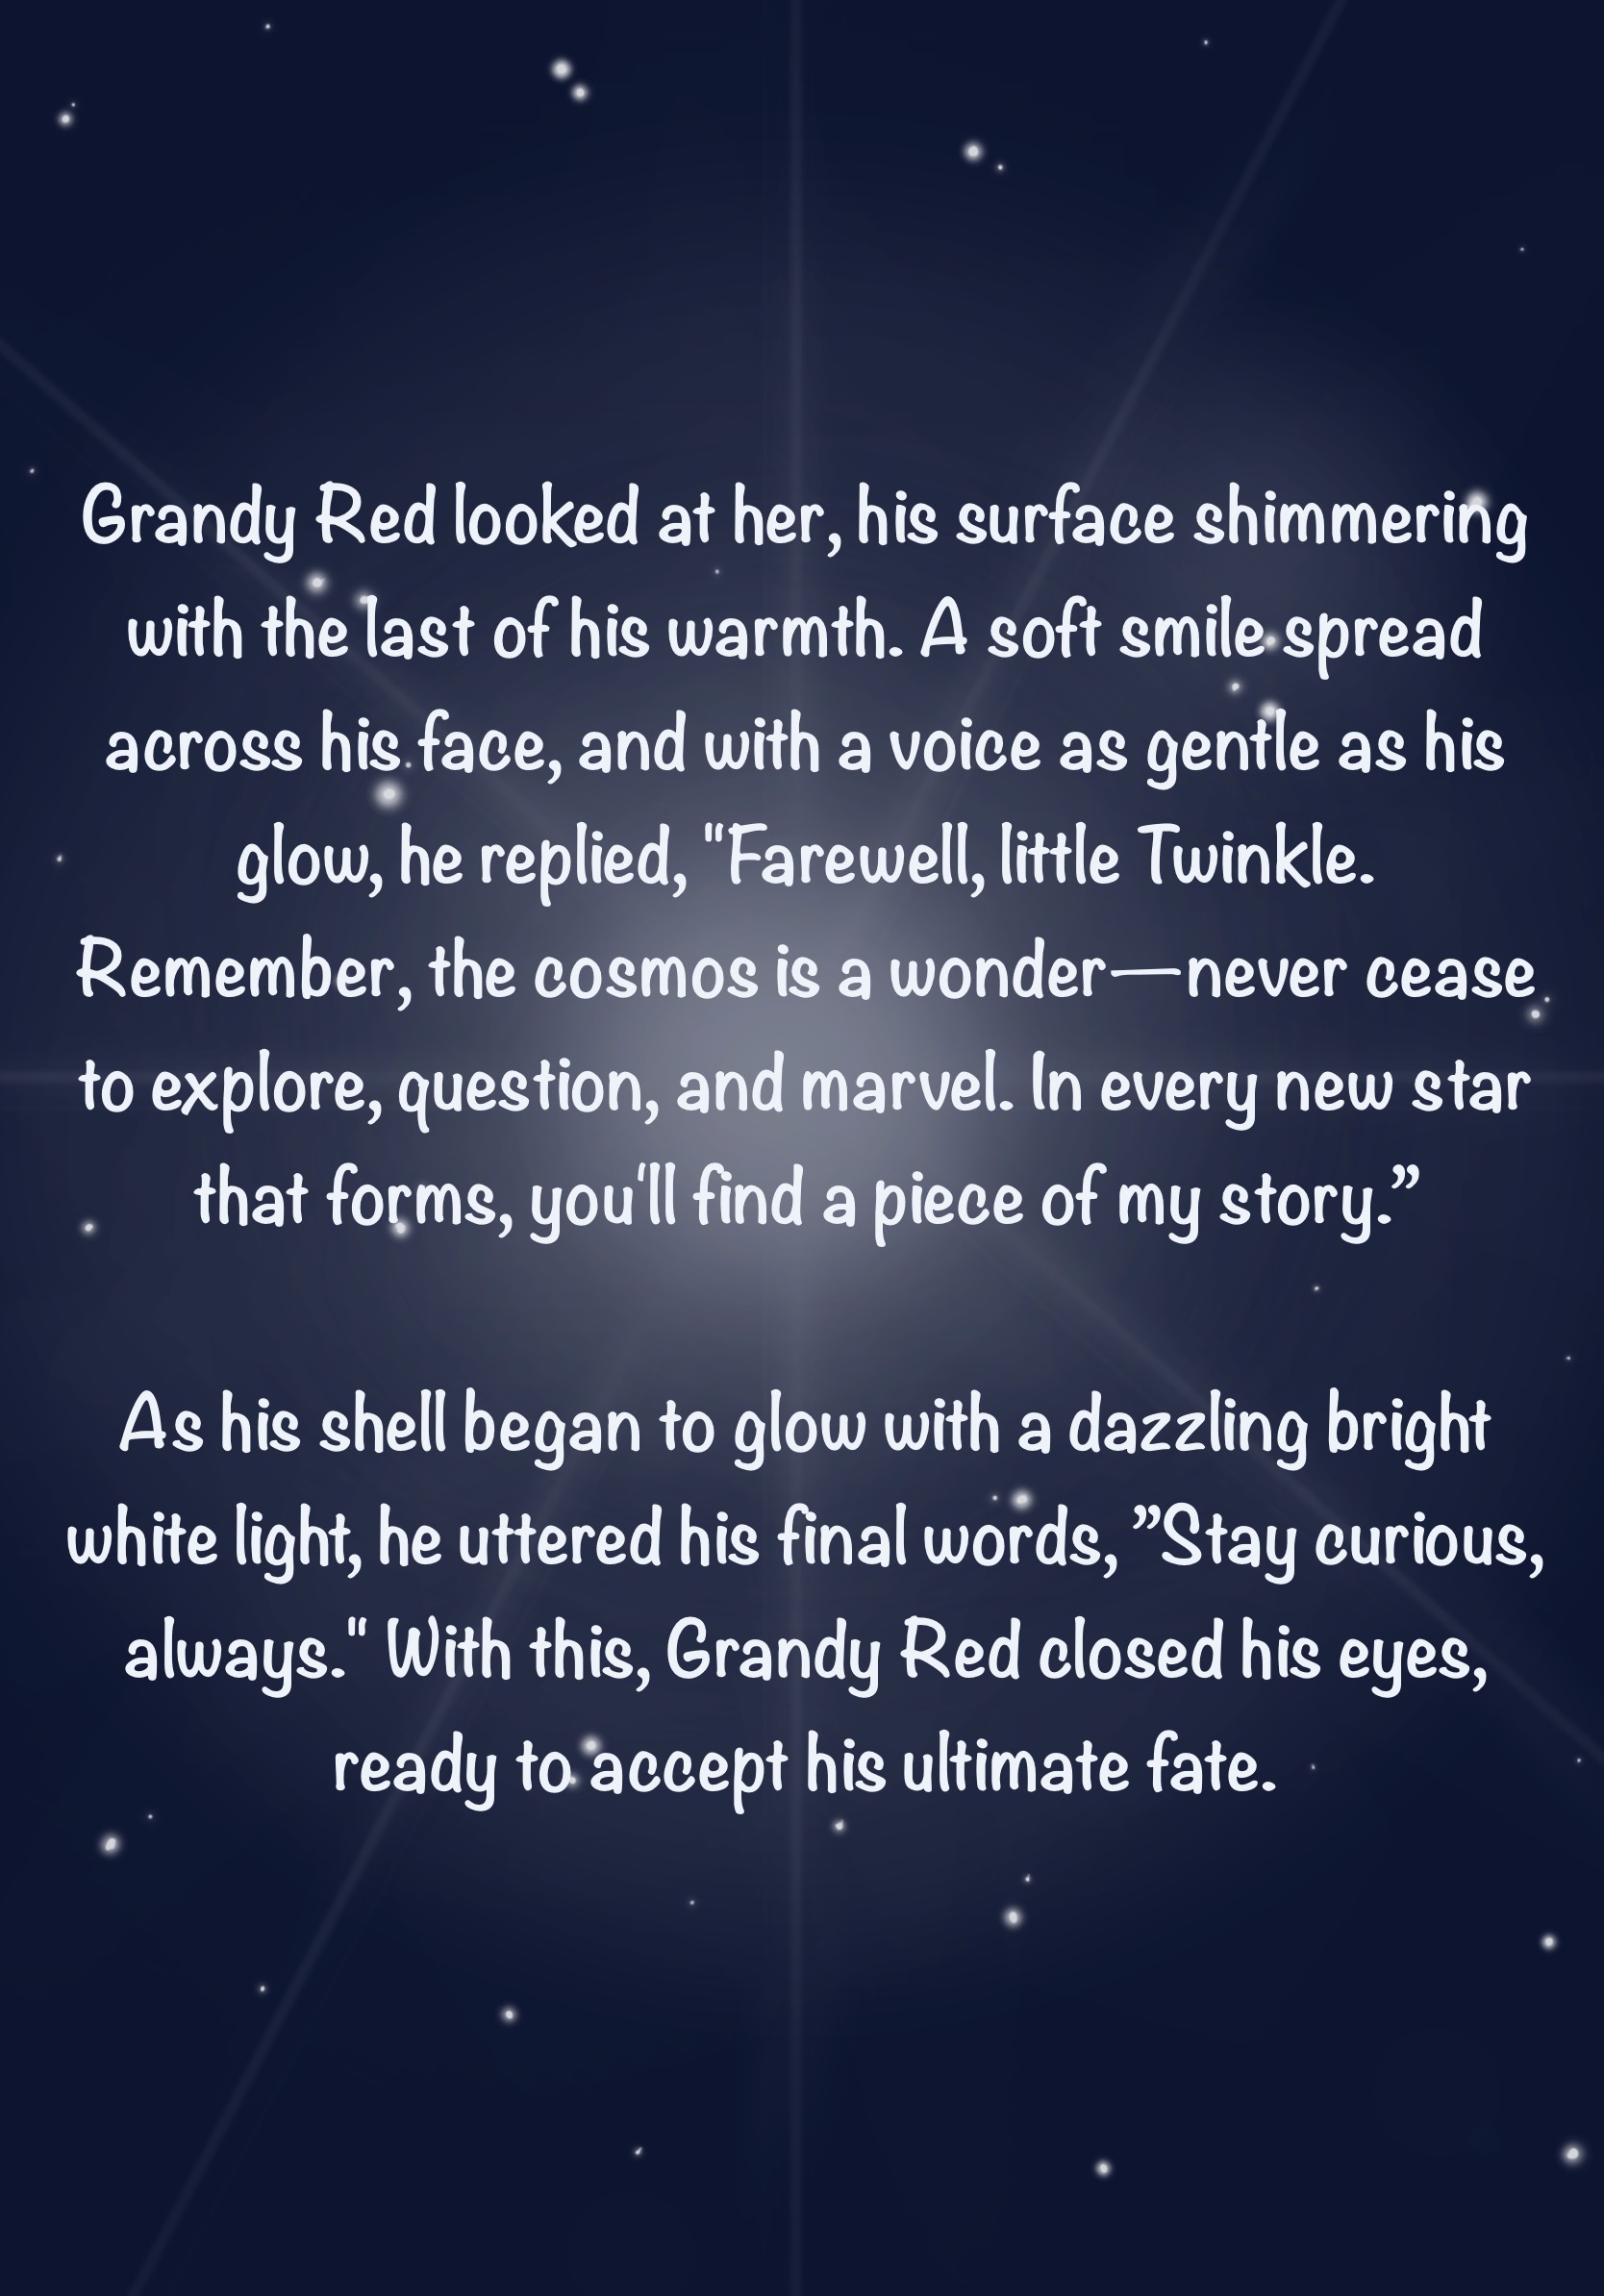 Grandy Red looked at her, his surface shimmering
with the last of his warmth. A soft smile spread
across his face, and with a voice as gentle as his
glow, he replied, "Farewell, little Twinkle.
Remember, the cosmos is a wonder—never cease
to explore, question, and marvel. In every new star
that forms, you'll find a piece of my story.”
As his shell began to glow with a dazzling bright
white light, he uttered his final words, ”Stay curious,
always." With this, Grandy Red closed his eyes,
ready to accept his ultimate fate.